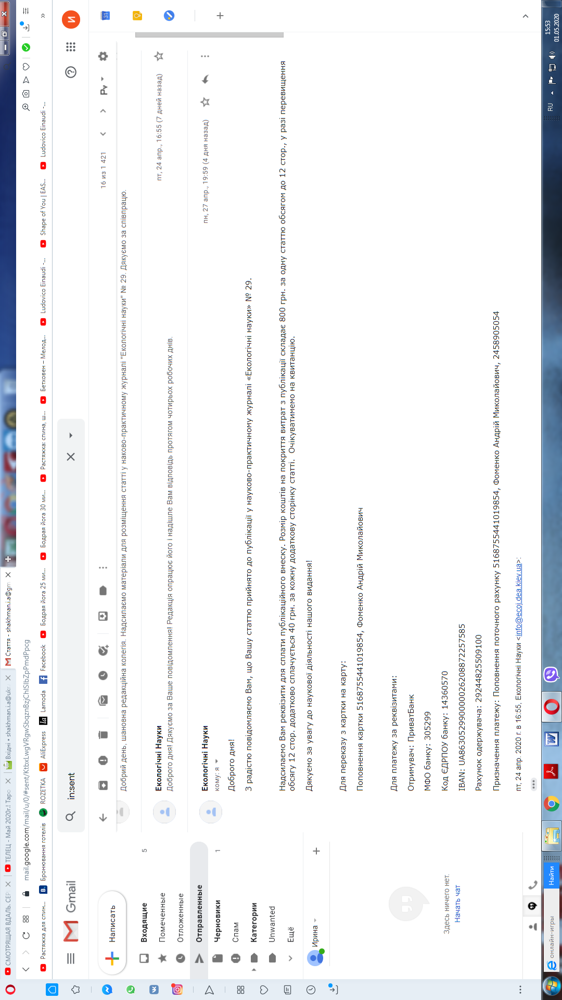 СМОТРЯЩАЯ ВДАЛЬ. СЕР
ТЕЛЕЦ - Май 2020г.! Таро
Вхідні • shakhman.i.a@ukr
Стаття - shakhman.i.a@gm
mail.google.com/mail/u/0/#sent/KtbxLwgVRgwSbqznBzjChlSlbZpPmdPpcg
Растяжка для спин...
Бронювання готелів
ROZETKA
AliExpress
Lamoda
Facebook
Бодрая йога 25 ми...
Бодрая йога 30 ми...
Растяжка: спина, ш...
Бетховен – Мелод...
Ludovico Einaudi -...
Shape of You | EAS...
Ludovico Einaudi -...
Gmail
in:sent
И
31
Написать
Входящие 5
Помеченные
Отложенные
Отправленные
Черновики 1
Спам
Категории
Unwanted
Ещё
Ирина
Здесь ничего нет.
Начать чат
16 из 1 421
Ру
Добрий день, шановна редакційна колегія. Надсилаємо матеріали для розміщення статті у наково-практичному журналі "Екологічні науки" № 29. Дякуємо за співпрацю.
Екологічні Науки
пт, 24 апр., 16:55 (7 дней назад)
Доброго дня! Дякуємо за Ваше повідомлення! Редакція опрацює його і надішле Вам відповідь протягом чотирьох робочих днів.
Екологічні Науки
пн, 27 апр., 19:59 (4 дня назад)
кому: я
Доброго дня!
З радістю повідомляємо Вам, що Вашу статтю прийнято до публікації у науково-практичному журналі «Екологічні науки» № 29.
Надсилаємо Вам реквізити для сплати публікаційного внеску. Розмір коштів на покриття витрат з публікації складає 800 грн. за одну статтю обсягом до 12 стор., у разі перевищення
обсягу 12 стор. додатково сплачується 40 грн. за кожну додаткову сторінку статті.  Очікуватимемо на квитанцію.
Дякуємо за увагу до наукової діяльності нашого видання!
Для переказу з картки на карту:
Поповнення картки 5168755441019854, Фоменко Андрій Миколайович
Для платежу за реквізитами:
Отримувач: ПриватБанк
МФО банку: 305299
Код ЄДРПОУ банку: 14360570
IBAN: UA863052990000026208872257585
Рахунок одержувача: 29244825509100
Призначення платежу: Поповнення поточного рахунку 5168755441019854, Фоменко Андрій Миколайович, 2458905054
пт, 24 апр. 2020 г. в 16:55, Екологічні Науки <info@ecoj.dea.kiev.ua>:
онлайн-игры
Найти
RU
15:53
01.05.2020